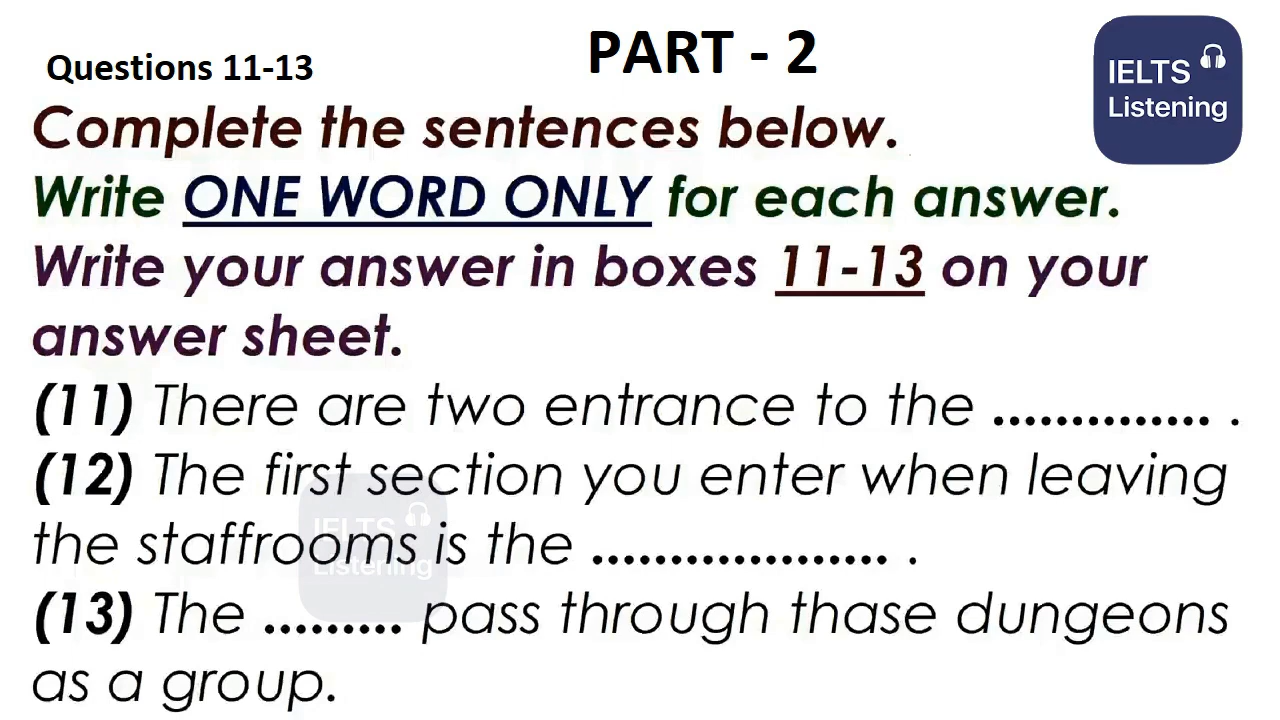 PART - 2
Questions 11-13
IELTS
Listening
Complete the sentences below.
Write ONE WORD ONLY for each answer.
Write your answer in boxes 11-13 on your
answer sheet.
(11) There are two entrance to the .............. .
(12) The first section you enter when leaving
the staffrooms is the ................... .
IELTS
Listening
(13) The ......... pass through thase dungeons
as a group.